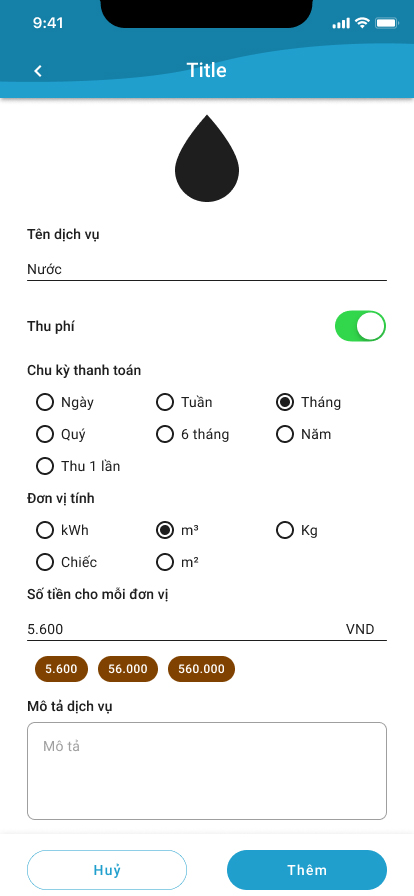 9:41
Title
Tên dịch vụ
Nước
Thu phí
Chu kỳ thanh toán
Ngày Tuần Tháng
Quý 6 tháng Năm
Thu 1 lần
Đơn vị tính
kWh m³ Kg
Chiếc m²
Số tiền cho mỗi đơn vị
5.600 VND
5.600 56.000 560.000
Mô tả dịch vụ
Mô tả
Huỷ Thêm